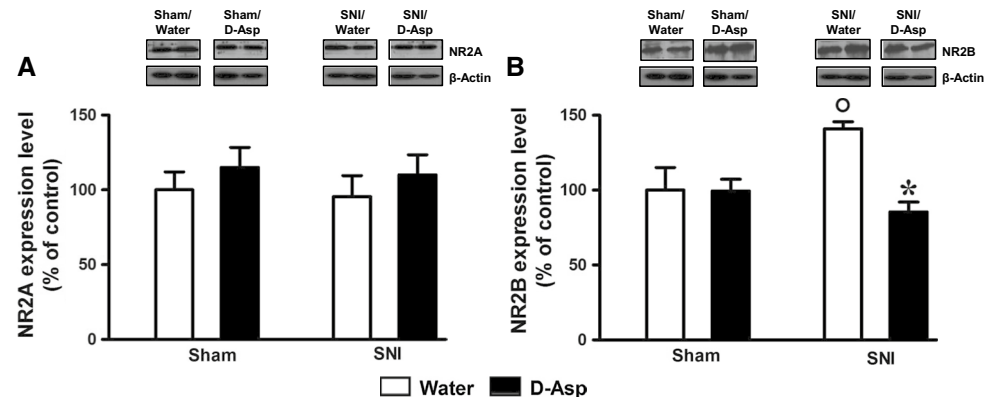 Sham/ Sham/ SNI/ SNI/
Water D-Asp Water D-Asp
NR2A
A
β-Actin
NR2A expression level
(% of control)
150
100
50
0
Sham SNI
Sham/ Sham/ SNI/ SNI/
Water D-Asp Water D-Asp
NR2B
B
β-Actin
NR2B expression level
(% of control)
150
100
50
0
○
*
Sham SNI
Water D-Asp